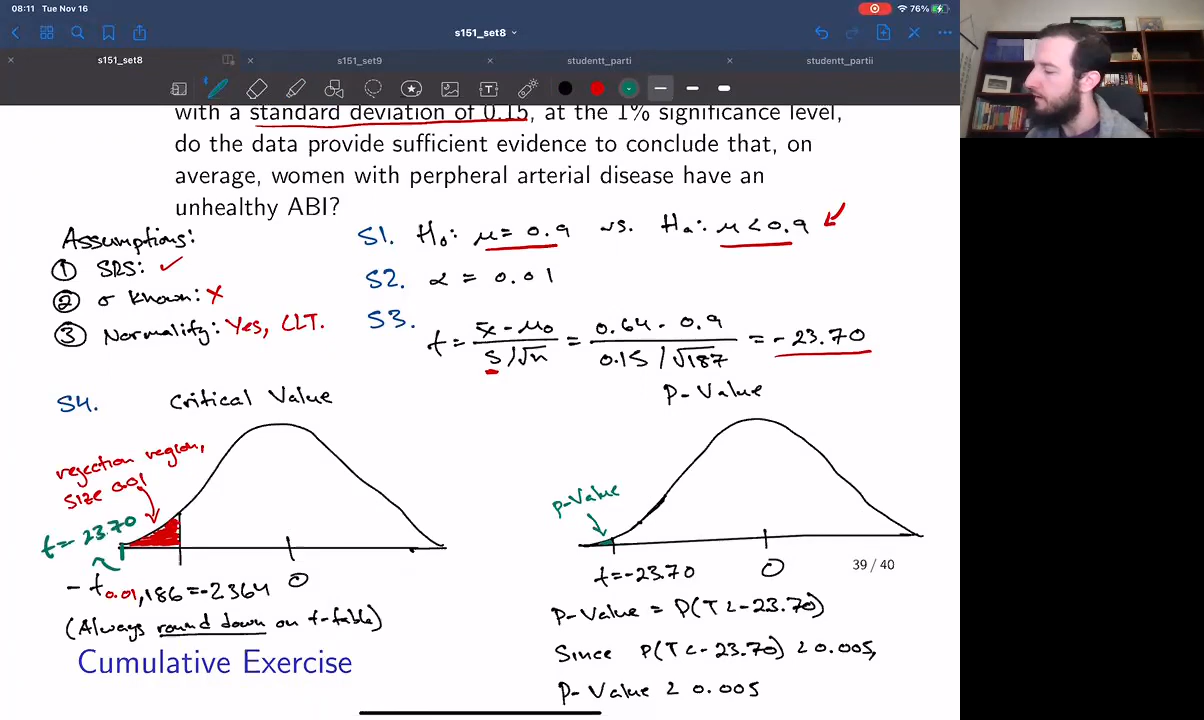 08:11 Tue Nov 16
76%
s151_set8
s151_set8
s151_set9
studentt_parti
studentt_partii
with a standard deviation of 0.15, at the 1% significance level,
do the data provide sufficient evidence to conclude that, on
average, women with perpheral arterial disease have an
unhealthy ABI?
Assumptions:
① SRS: ✓
② σ Known: X
③ Normality: Yes, CLT.
S1. H₀: μ = 0.9 vs. Hₐ: μ < 0.9
S2. α = 0.01
S3. t = x̄ - μ₀ / S/√n = 0.64 - 0.9 / 0.15/√187 = -23.70
S4. Critical Value
rejection region,
size 0.01
t=-23.70
0
-t0.01,186=-2.364
(Always round down on t-table)
P-Value
p-Value
t=-23.70
0
39 / 40
P-Value = P(T < -23.70)
Since P(T < -23.70) < 0.005,
P-Value < 0.005
Cumulative Exercise